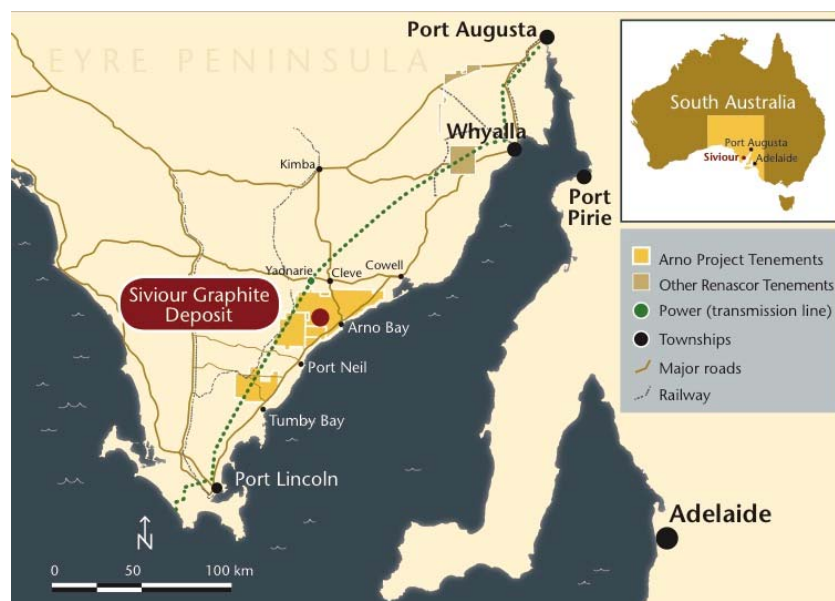 EYRE PENINSULA
Port Augusta
Whyalla
Kimba
Port
Pirie
Yadnarie
Cleve
Cowell
Siviour Graphite
Deposit
Arno Bay
Port Neil
Tumby Bay
Port Lincoln
Adelaide
N
0 50 100 km
South Australia
Port Augusta
Siviour
Adelaide
Arno Project Tenements
Other Renascor Tenements
Power (transmission line)
Townships
Major roads
Railway